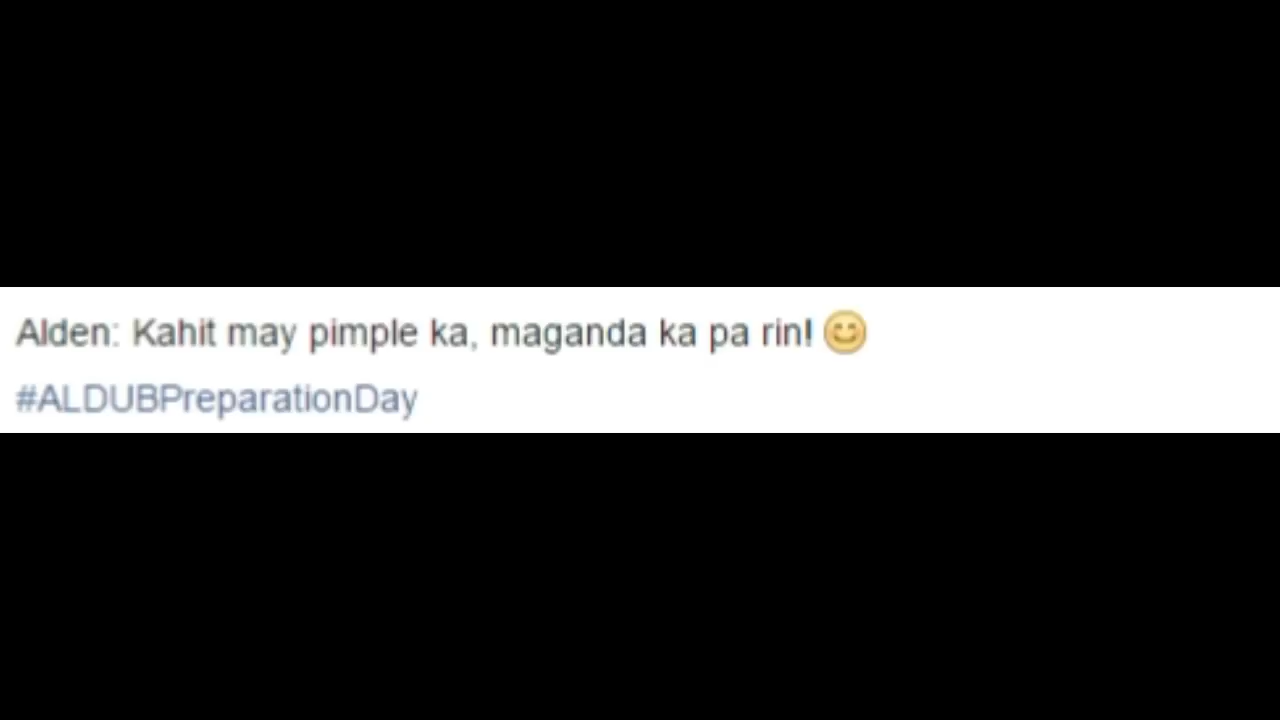 Alden: Kahit may pimple ka, maganda ka pa rin! 😊
#ALDUBPreparationDay